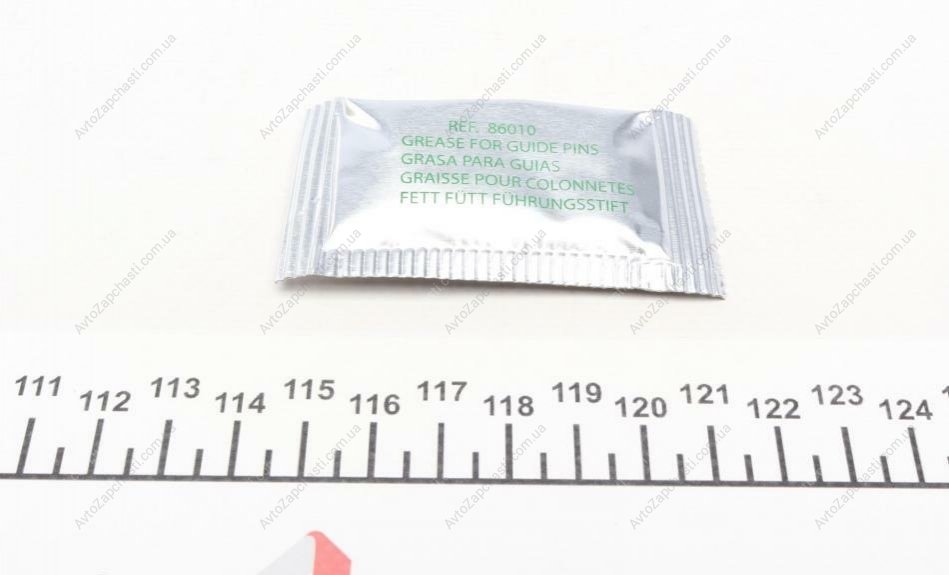 REF. 86010
GREASE FOR GUIDE PINS
GRASA PARA GUIAS
GRAISSE POUR COLONNETES
FETT FÜTT FÜHRUNGSSTIFT
111 112 113 114 115 116 117 118 119 120 121 122 123 124
AvtoZapchasti.com.ua